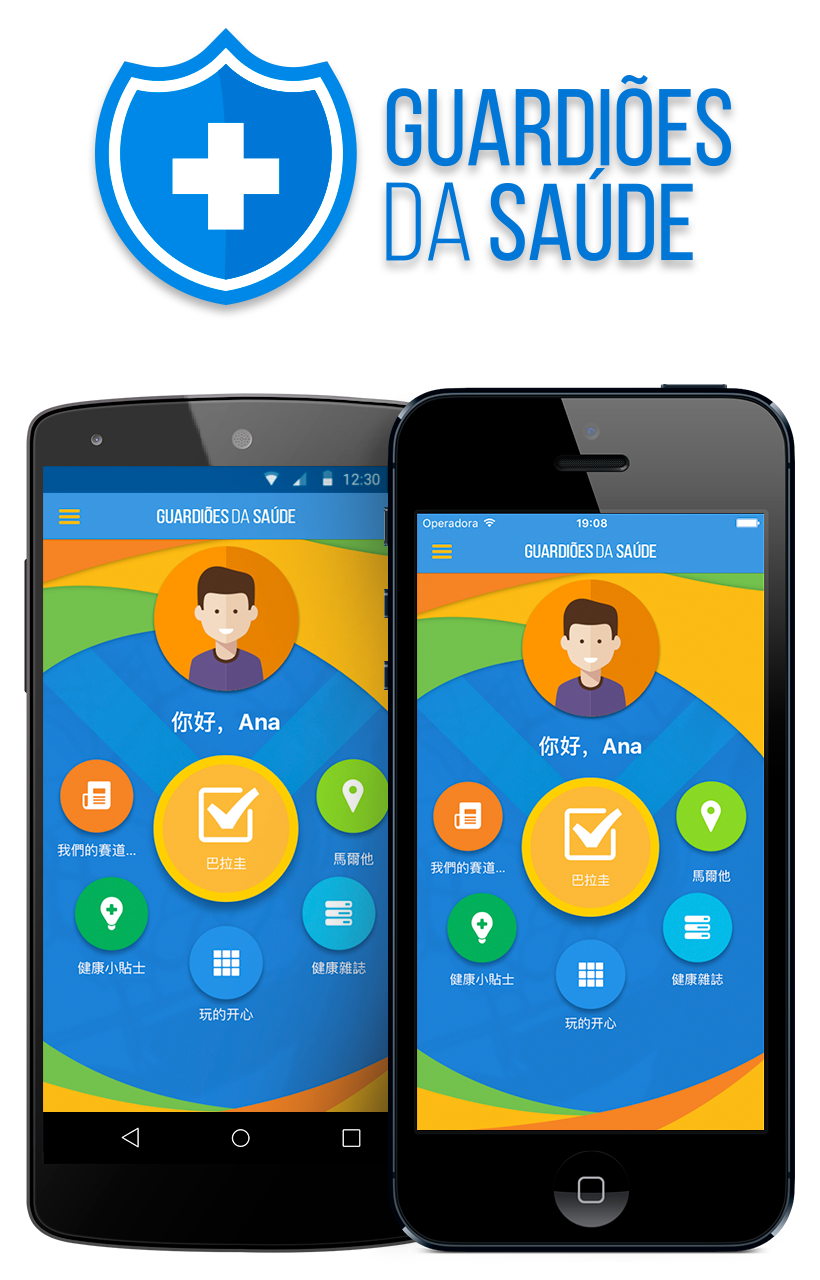 GUARDIÕES
DA SAÚDE
12:30
GUARDIÕES DA SAÚDE
你好，Ana
巴拉圭
我們的賽道...
馬爾他
健康小貼士
健康雜誌
玩的开心
Operadora
19:08
GUARDIÕES DA SAÚDE
你好，Ana
巴拉圭
我們的賽道...
馬爾他
健康小貼士
健康雜誌
玩的开心